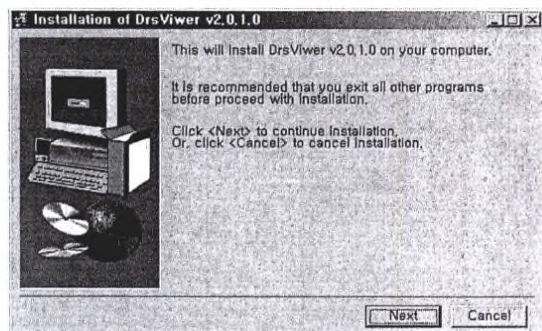 Installation of DrsViwer v2.0.1.0
This will install DrsViwer v2.0.1.0 on your computer.
It is recommended that you exit all other programs
before proceed with installation.
Click <Next> to continue installation.
Or, click <Cancel> to cancel installation.
Next
Cancel